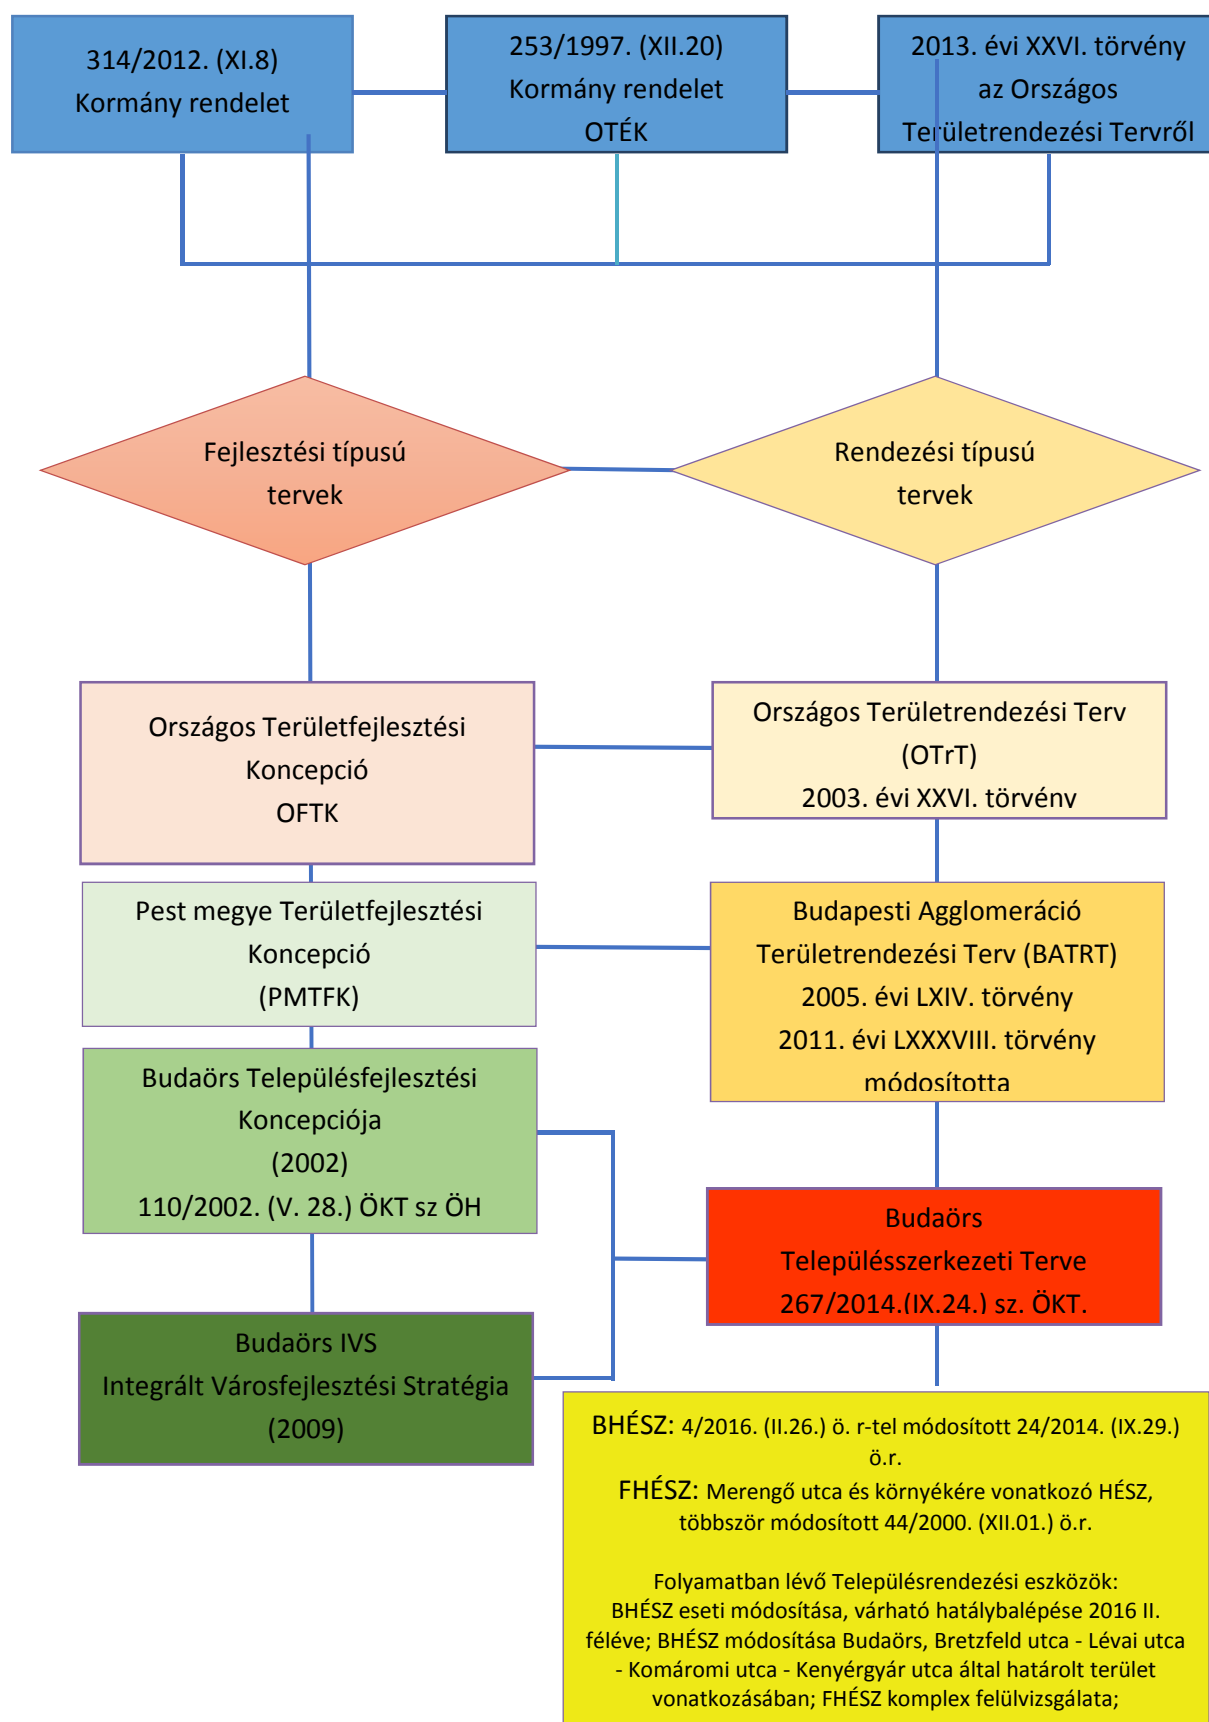 314/2012. (XI.8)
Kormány rendelet
253/1997. (XII.20)
Kormány rendelet
OTÉK
2013. évi XXVI. törvény
az Országos
Területrendezési Tervről
Fejlesztési típusú
tervek
Rendezési típusú
tervek
Országos Területfejlesztési
Koncepció
OFTK
Országos Területrendezési Terv
(OTrT)
2003. évi XXVI. törvény
Pest megye Területfejlesztési
Koncepció
(PMTFK)
Budapesti Agglomeráció
Területrendezési Terv (BATRT)
2005. évi LXIV. törvény
2011. évi LXXXVIII. törvény
módosította
Budaörs Településfejlesztési
Koncepciója
(2002)
110/2002. (V. 28.) ÖKT sz ÖH
Budaörs
Településszerkezeti Terve
267/2014.(IX.24.) sz. ÖKT.
Budaörs IVS
Integrált Városfejlesztési Stratégia
(2009)
BHÉSZ: 4/2016. (II.26.) ö. r-tel módosított 24/2014. (IX.29.)
ö.r.
FHÉSZ: Merengő utca és környékére vonatkozó HÉSZ,
többször módosított 44/2000. (XII.01.) ö.r.
Folyamatban lévő Településrendezési eszközök:
BHÉSZ eseti módosítása, várható hatálybalépése 2016 II.
féléve; BHÉSZ módosítása Budaörs, Bretzfeld utca - Lévai utca
- Komáromi utca - Kenyérgyár utca által határolt terület
vonatkozásában; FHÉSZ komplex felülvizsgálata;